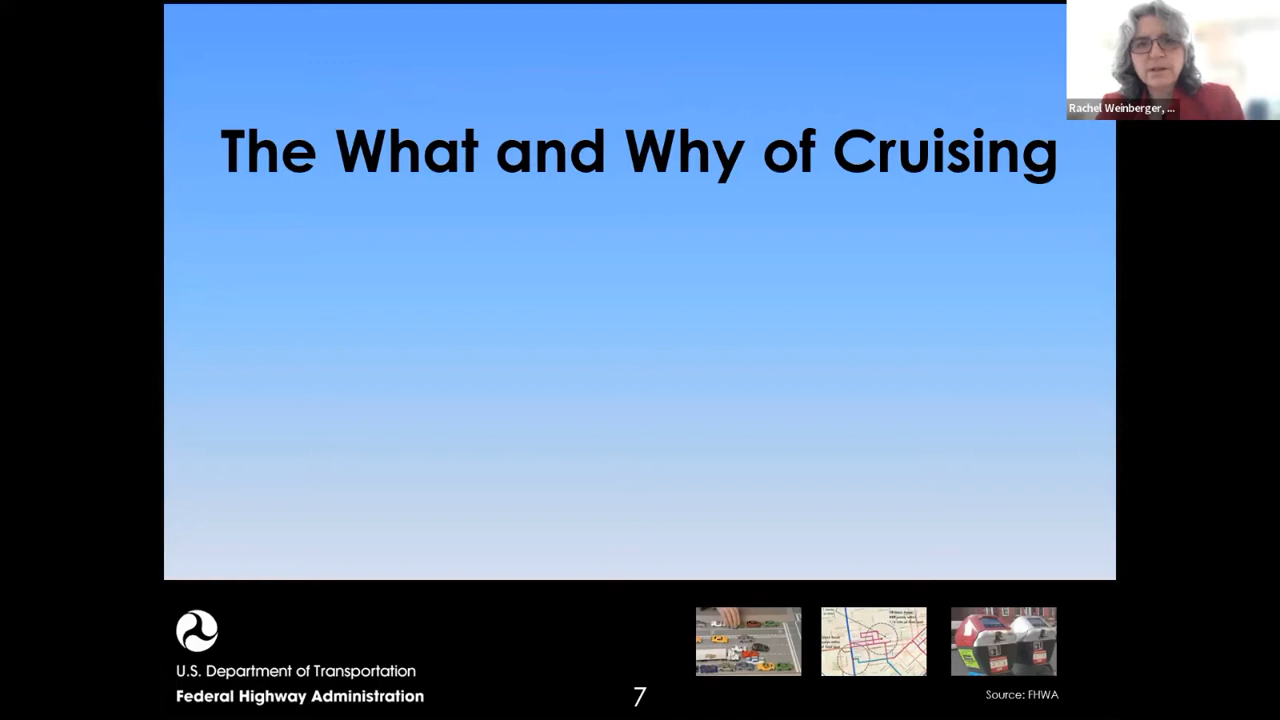 The What and Why of Cruising
Rachel Weinberger, ...
U.S. Department of Transportation
Federal Highway Administration
7
Source: FHWA